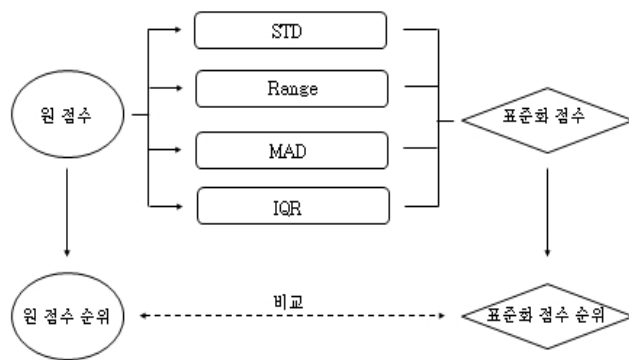 STD
Range
원 점수
표준화 점수
MAD
IQR
비교
원 점수 순위
표준화 점수 순위